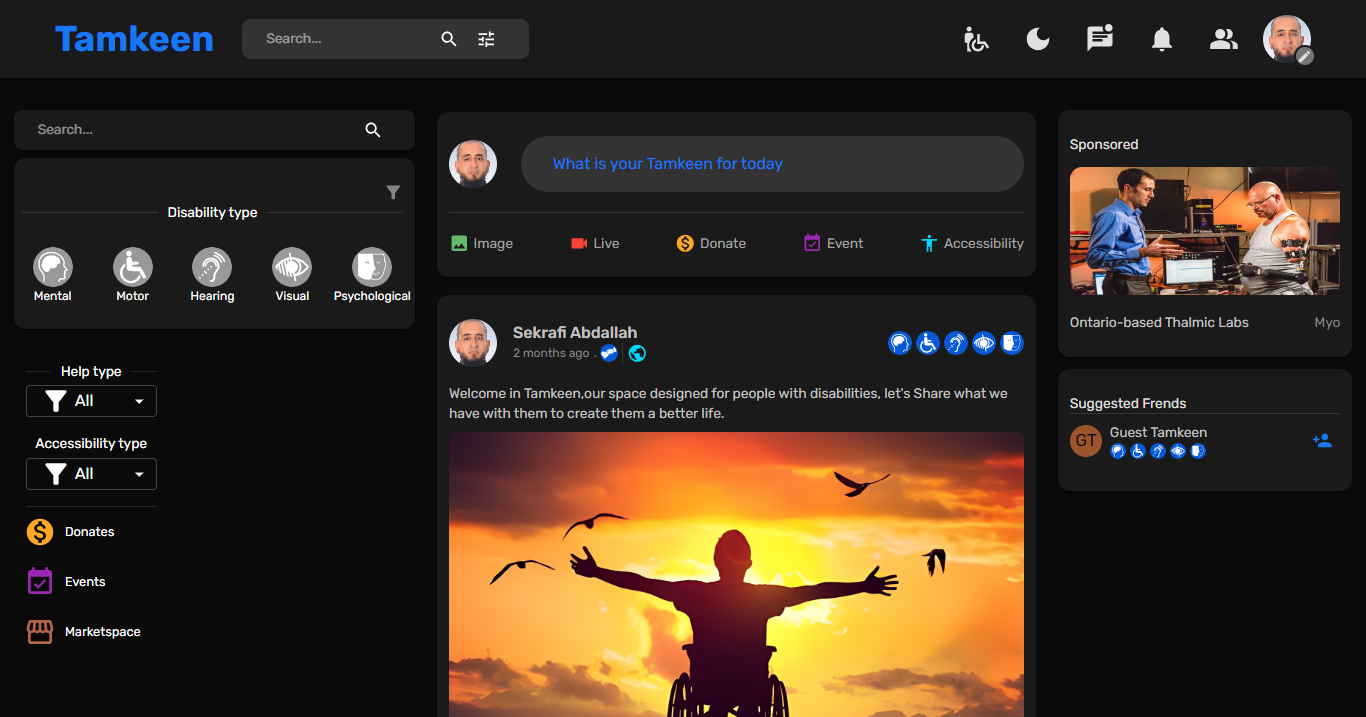 Tamkeen
Search...
Search...
Disability type
Mental
Motor
Hearing
Visual
Psychological
Help type
All
Accessibility type
All
Donates
Events
Marketspace
What is your Tamkeen for today
Image
Live
Donate
Event
Accessibility
Sekrafi Abdallah
2 months ago .
Welcome in Tamkeen,our space designed for people with disabilities, let's Share what we
have with them to create them a better life.
Sponsored
Ontario-based Thalmic Labs
Myo
Suggested Frends
GT
Guest Tamkeen